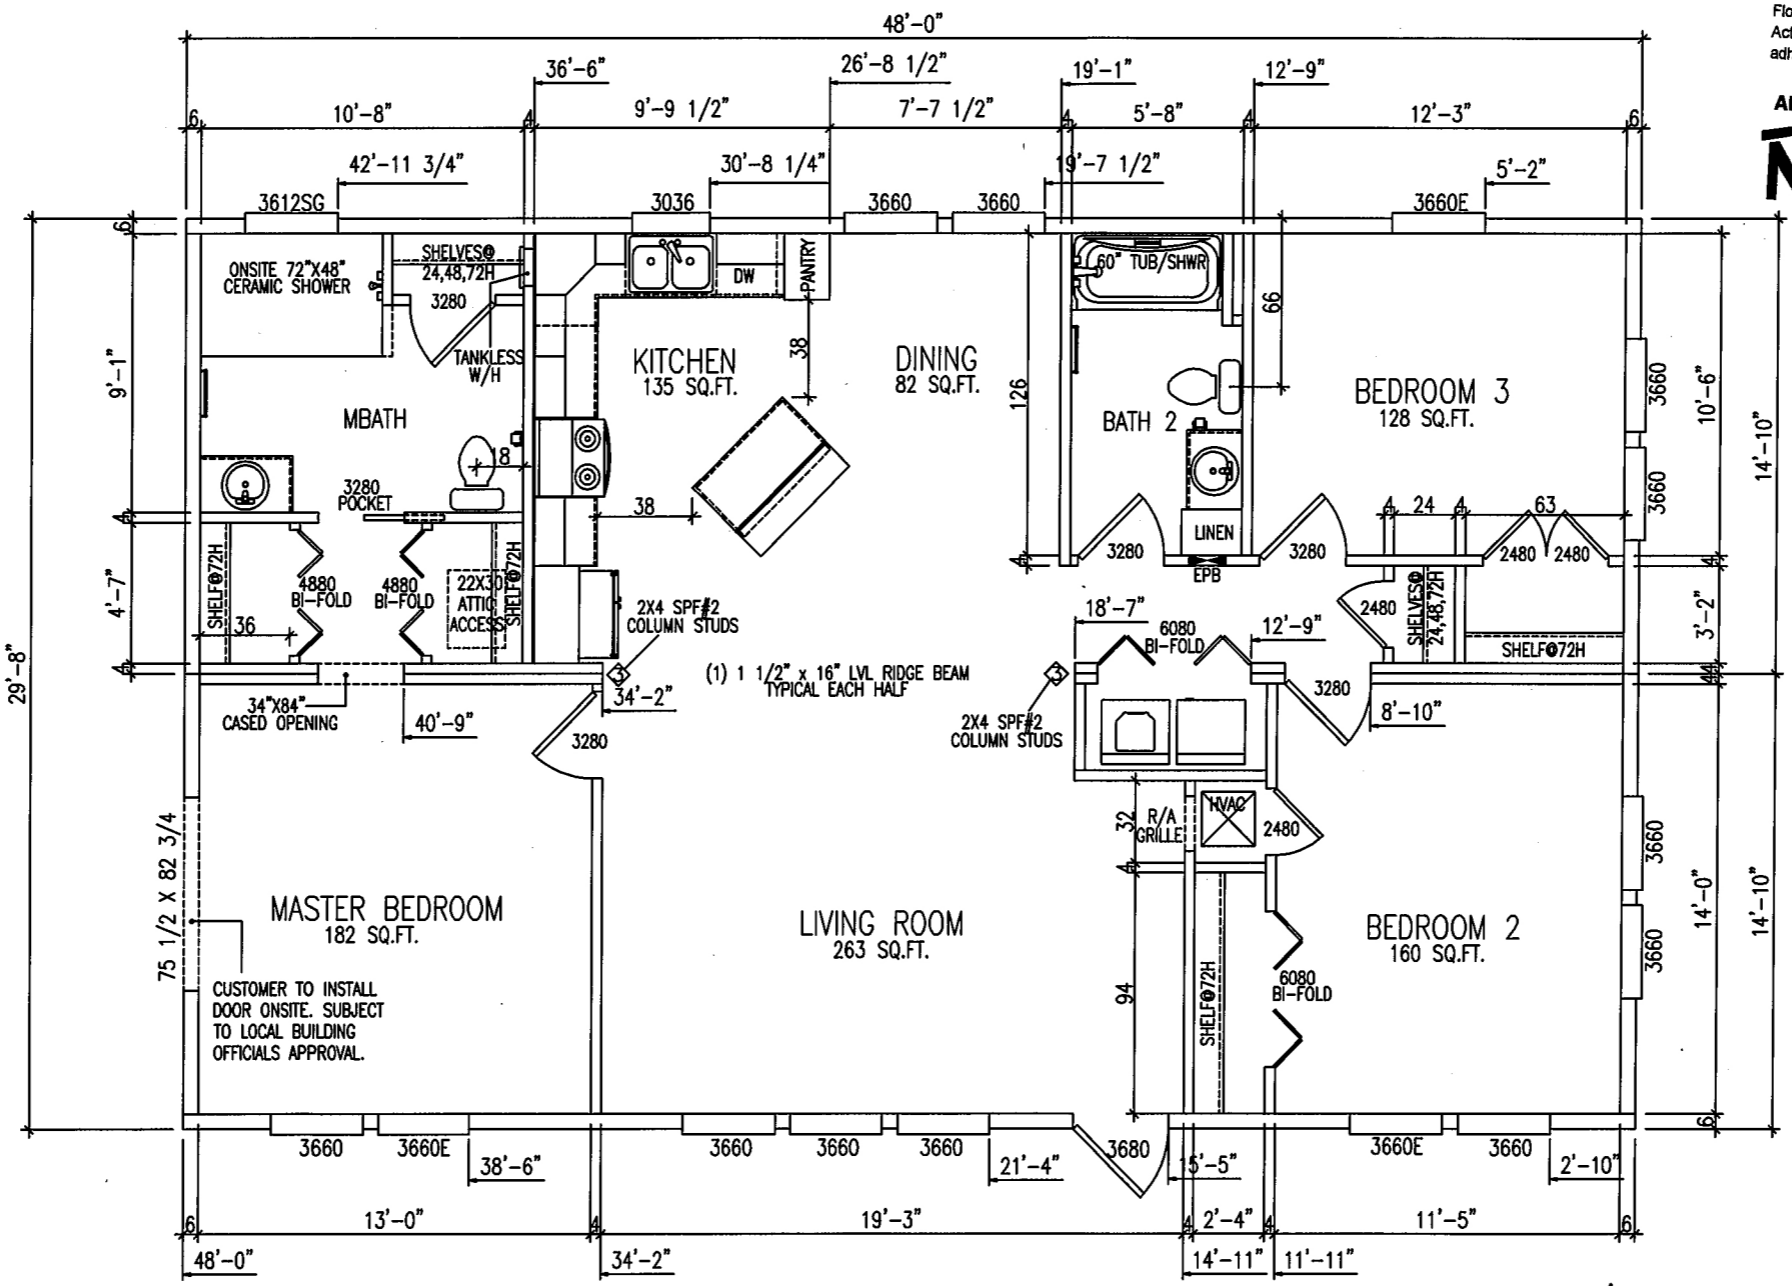 Flo
Act
adh
48'-0"
36'-6"
26'-8 1/2"
19'-1"
12'-9"
6
10'-8"
4
9'-9 1/2"
7'-7 1/2"
4
5'-8"
4
12'-3"
6
42'-11 3/4"
30'-8 1/4"
19'-7 1/2"
5'-2"
3612SG
3036
3660
3660
3660E
6
ONSITE 72"X48"
CERAMIC SHOWER
SHELVES@
24,48,72H
3280
TANKLESS
W/H
DW
PANTRY
60" TUB/SHWR
66
9'-1"
KITCHEN
135 SQ.FT.
38
DINING
82 SQ.FT.
126
BEDROOM 3
128 SQ.FT.
3660
10'-6"
14'-10"
MBATH
BATH 2
18
3280
POCKET
38
3660
4
24
4
63
LINEN
3280
3280
2480
2480
EPB
4
4
4
4'-7"
SHELF@72H
4880
BI-FOLD
4880
BI-FOLD
22X30
ATTIC
ACCESS
SHELF@72H
36
2X4 SPF#2
COLUMN STUDS
18'-7"
6080
BI-FOLD
12'-9"
2480
SHELVES@
24,48,72H
SHELF@72H
3'-2"
4
3
(1) 1 1/2" x 16" LVL RIDGE BEAM
TYPICAL EACH HALF
3
4
4
29'-8"
34"X84"
CASED OPENING
40'-9"
34'-2"
3280
2X4 SPF#2
COLUMN STUDS
3280
8'-10"
75 1/2 X 82 3/4
32
R/A
GRILLE
HVAC
2480
3660
4
MASTER BEDROOM
182 SQ.FT.
LIVING ROOM
263 SQ.FT.
BEDROOM 2
160 SQ.FT.
3660
14'-0"
14'-10"
CUSTOMER TO INSTALL
DOOR ONSITE. SUBJECT
TO LOCAL BUILDING
OFFICIALS APPROVAL.
94
SHELF@72H
6080
BI-FOLD
6
3660
3660E
38'-6"
3660
3660
3660
21'-4"
3680
15'-5"
3660E
3660
2'-10"
6
13'-0"
4
19'-3"
4
2'-4"
4
11'-5"
6
48'-0"
34'-2"
14'-11"
11'-11"